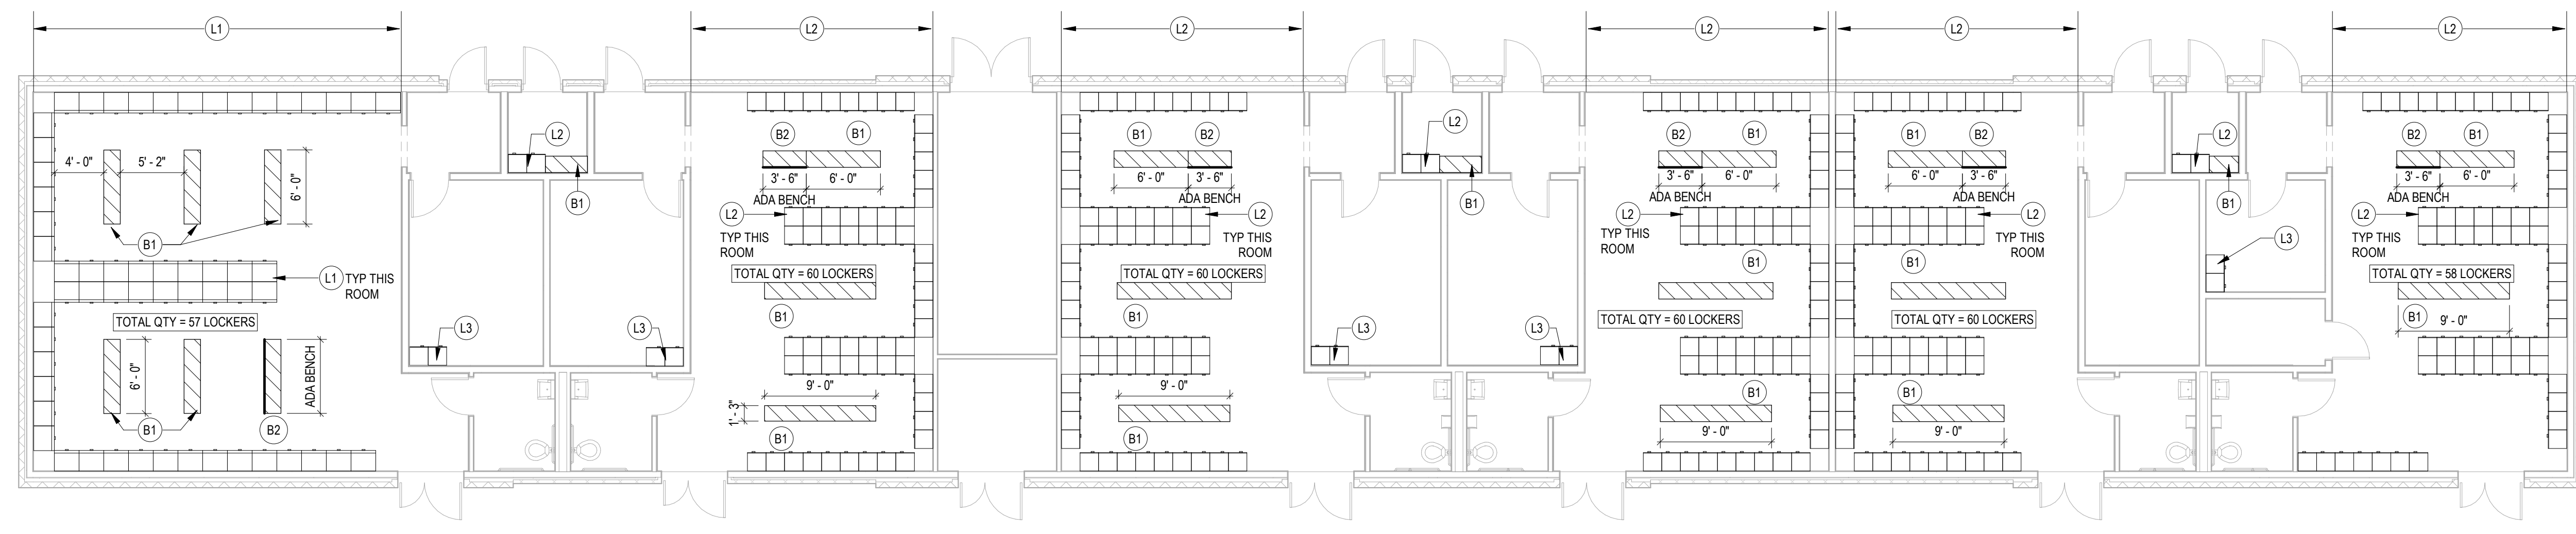 L1
L2
L2
L2
L2
L2
4' - 0"
5' - 2"
6' - 0"
B1
L1
TYP THIS
ROOM
TOTAL QTY = 57 LOCKERS
6' - 0"
ADA BENCH
B1
B2
L2
B1
L3
L3
B2
B1
3' - 6"
6' - 0"
ADA BENCH
L2
TYP THIS
ROOM
TOTAL QTY = 60 LOCKERS
B1
9' - 0"
1' - 3"
B1
B1
B2
6' - 0"
3' - 6"
ADA BENCH
L2
TYP THIS
ROOM
TOTAL QTY = 60 LOCKERS
B1
9' - 0"
B1
L2
B1
L3
L3
B2
B1
3' - 6"
6' - 0"
ADA BENCH
L2
TYP THIS
ROOM
B1
TOTAL QTY = 60 LOCKERS
B1
9' - 0"
B1
B2
6' - 0"
3' - 6"
ADA BENCH
L2
TYP THIS
ROOM
B1
TOTAL QTY = 60 LOCKERS
B1
9' - 0"
L2
B1
L3
B2
B1
3' - 6"
6' - 0"
ADA BENCH
L2
TYP THIS
ROOM
TOTAL QTY = 58 LOCKERS
B1
9' - 0"